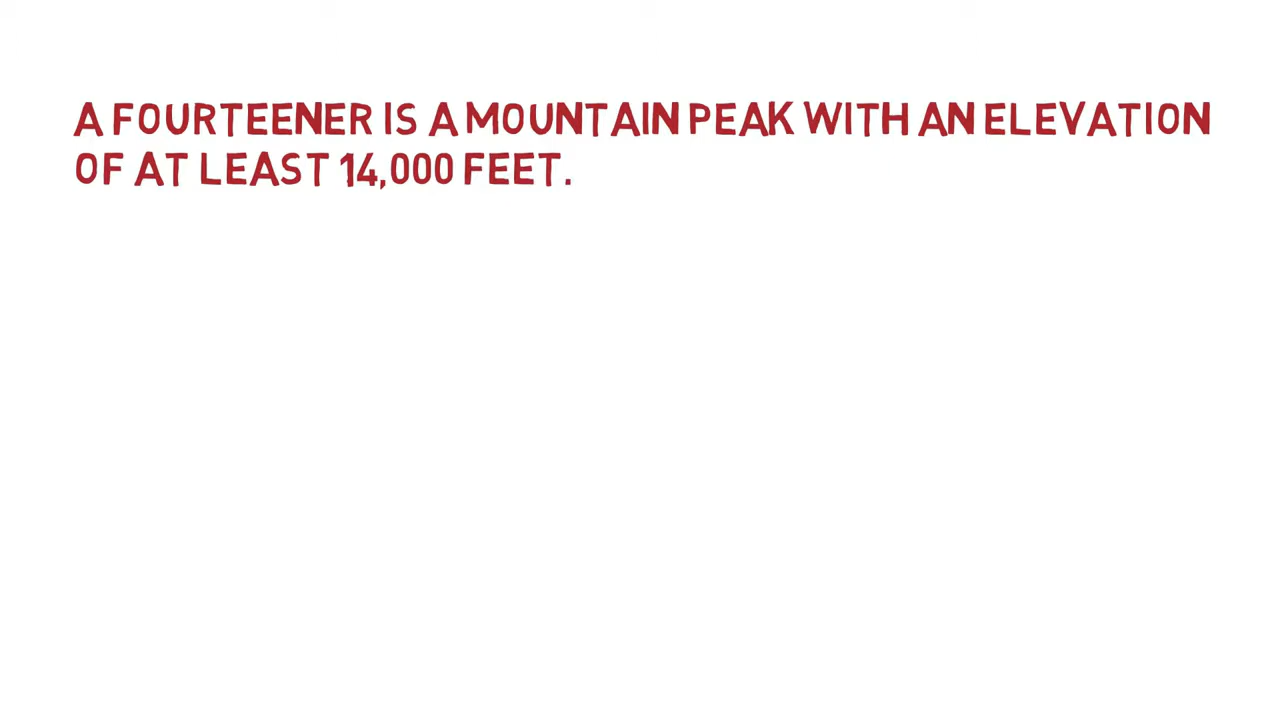 A FOURTEENER IS A MOUNTAIN PEAK WITH AN ELEVATION
OF AT LEAST 14,000 FEET.